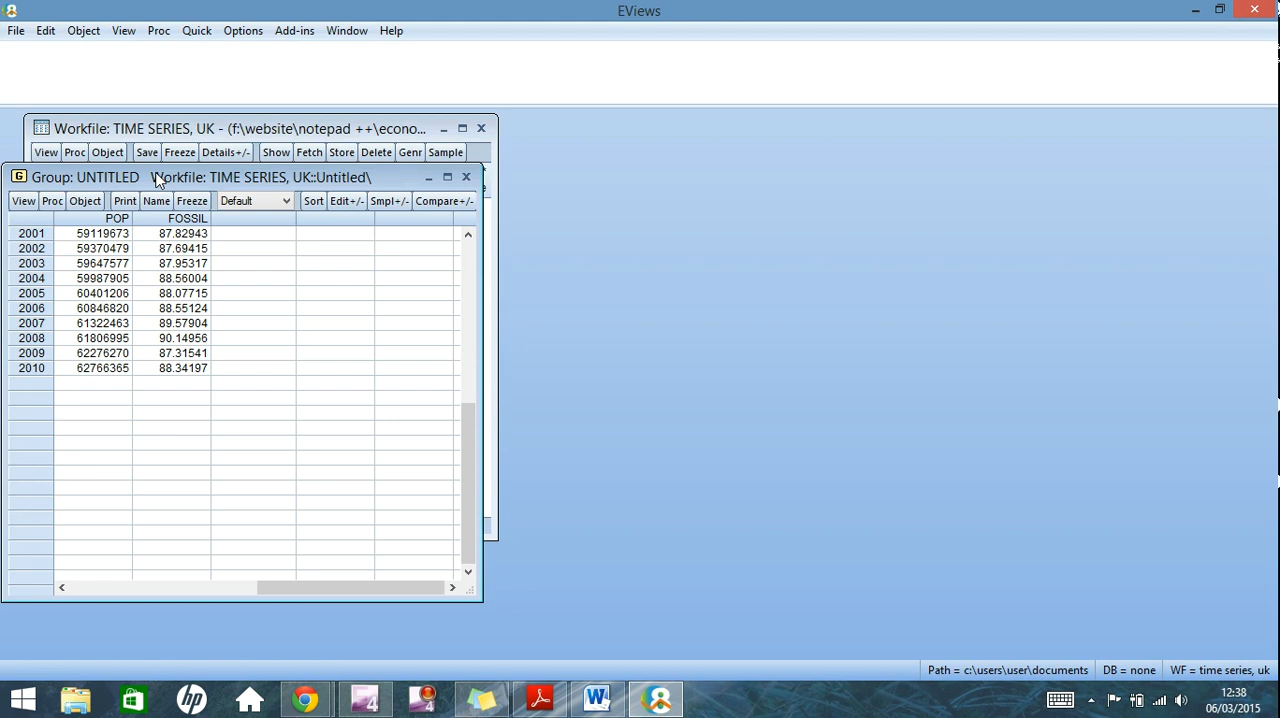 EViews
File Edit Object View Proc Quick Options Add-ins Window Help
Workfile: TIME SERIES, UK - (f:\website\notepad ++\econo...
View Proc Object Save Freeze Details+/- Show Fetch Store Delete Genr Sample
Group: UNTITLED Workfile: TIME SERIES, UK::Untitled\
View Proc Object Print Name Freeze Default Sort Edit+/- Smpl+/- Compare+/-
POP FOSSIL
2001 59119673 87.82943
2002 59370479 87.69415
2003 59647577 87.95317
2004 59987905 88.56004
2005 60401206 88.07715
2006 60846820 88.55124
2007 61322463 89.57904
2008 61806995 90.14956
2009 62276270 87.31541
2010 62766365 88.34197
Path = c:\users\user\documents DB = none WF = time series, uk
12:38
06/03/2015